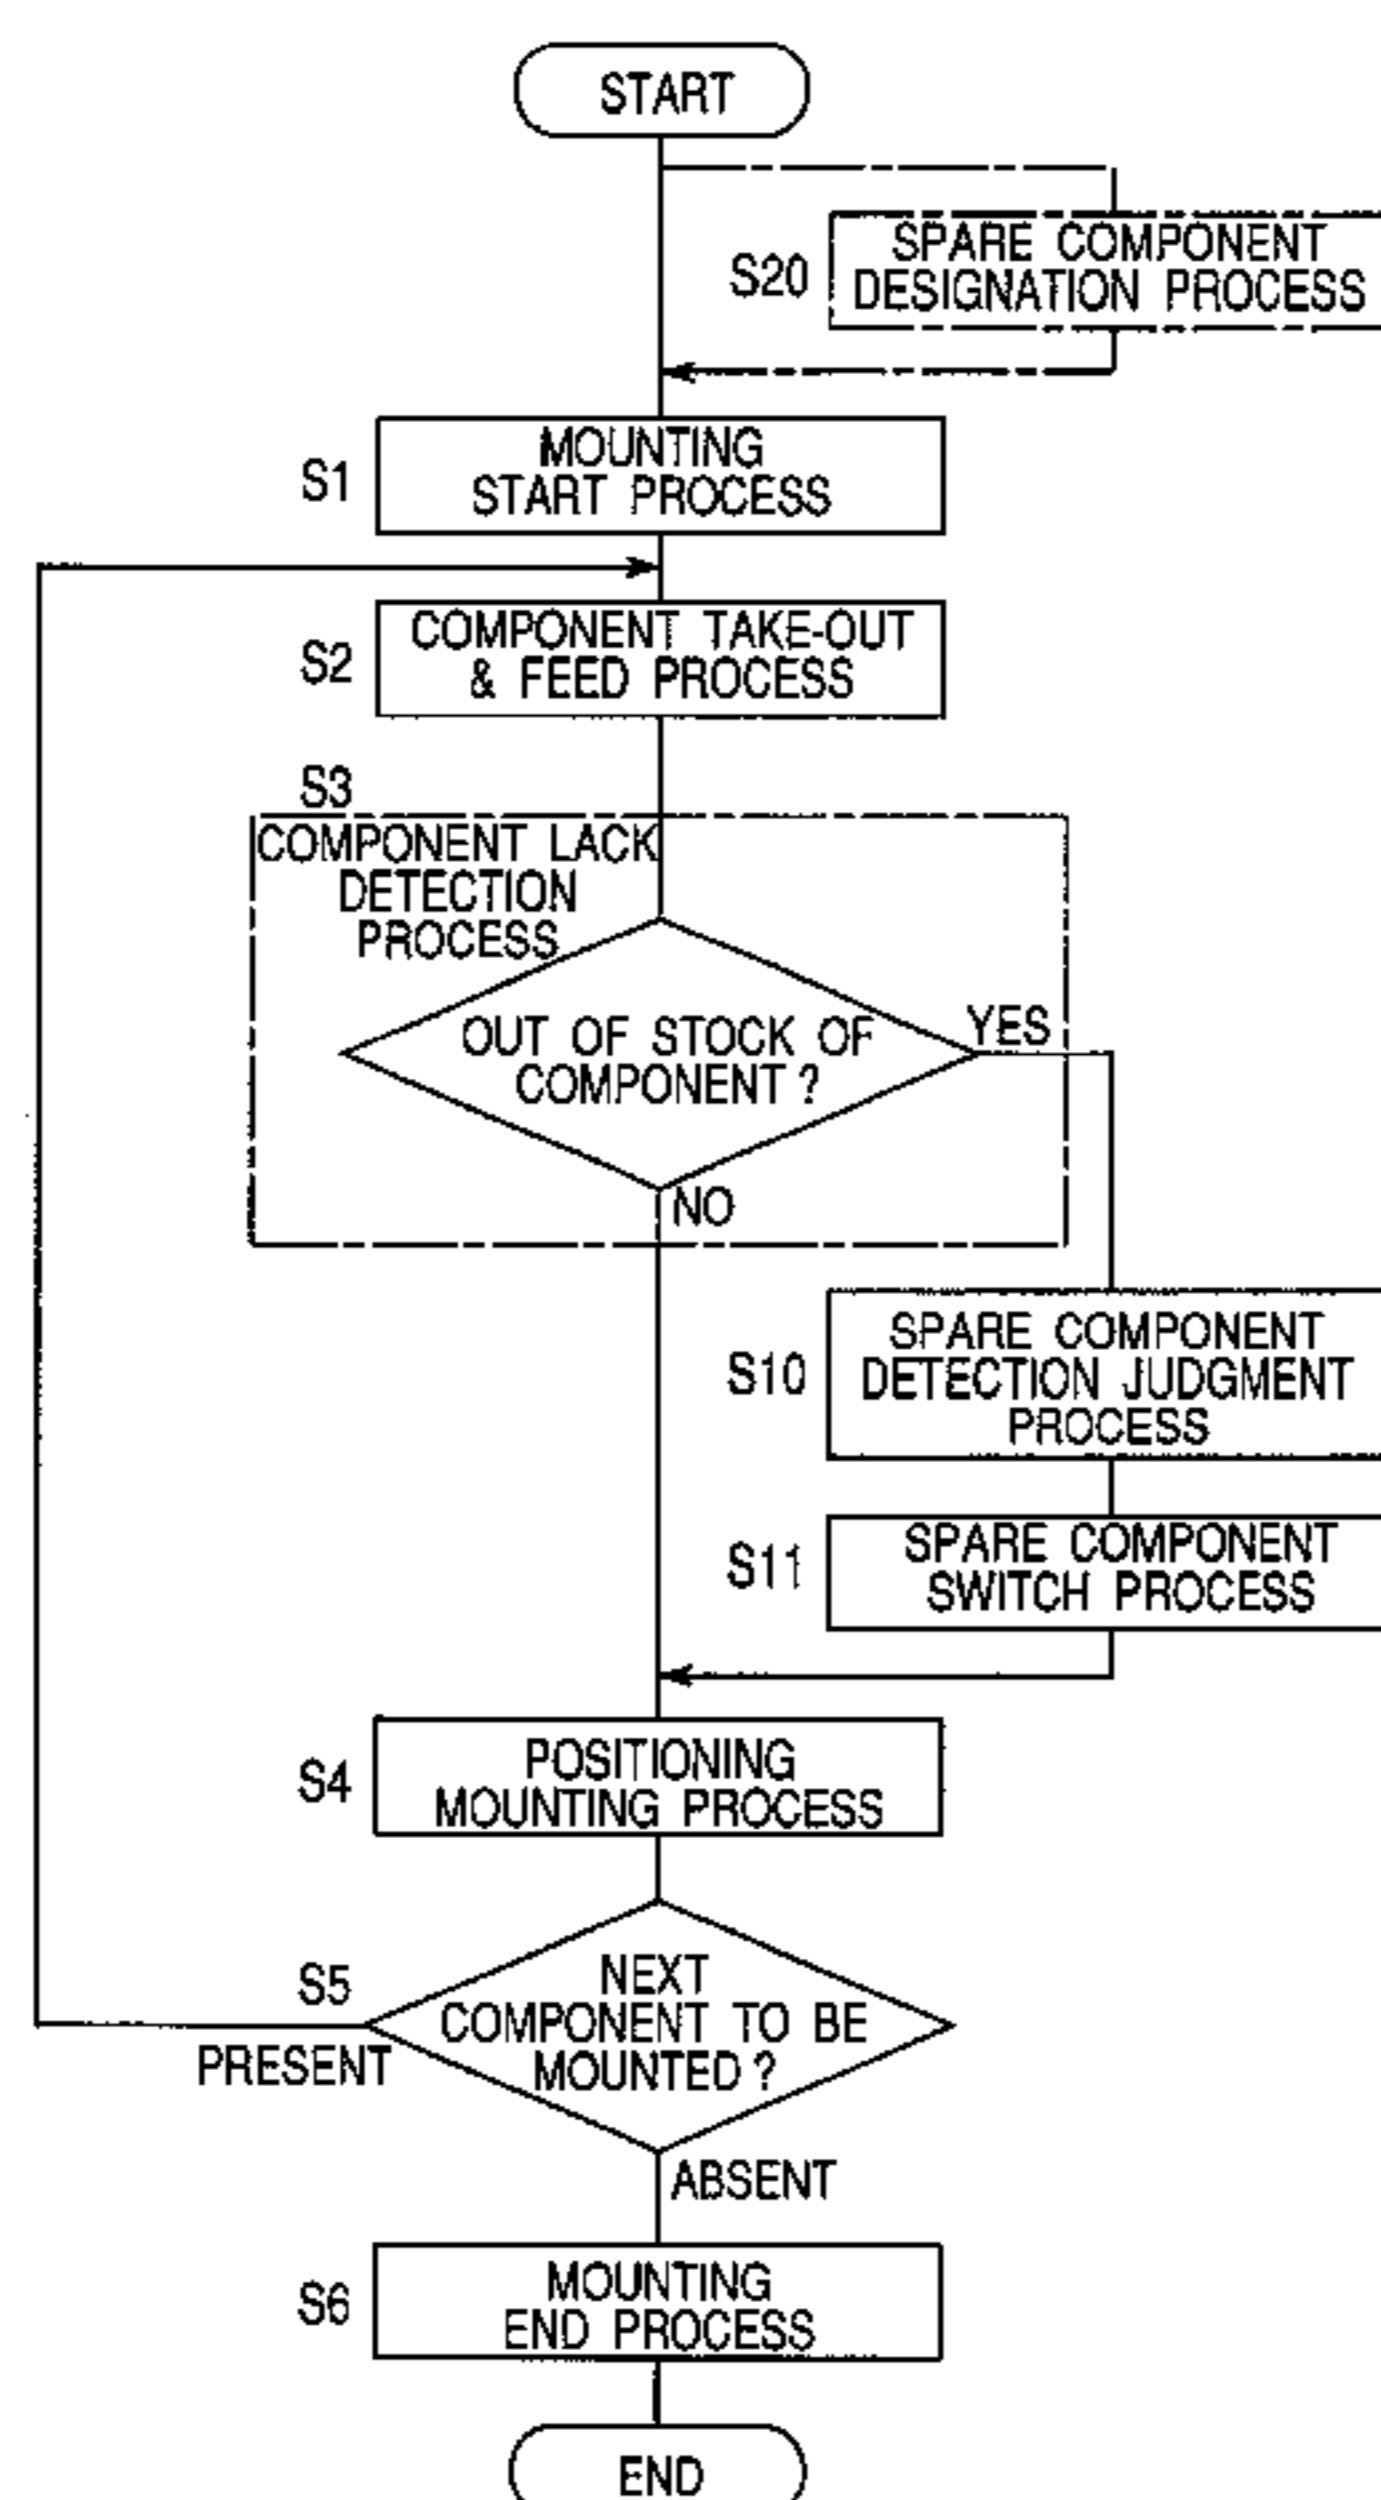 START
S20
SPARE COMPONENT
DESIGNATION PROCESS
S1
MOUNTING
START PROCESS
S2
COMPONENT TAKE-OUT
& FEED PROCESS
S3
COMPONENT LACK
DETECTION
PROCESS
OUT OF STOCK OF
COMPONENT ?
YES
NO
S10
SPARE COMPONENT
DETECTION JUDGMENT
PROCESS
S11
SPARE COMPONENT
SWITCH PROCESS
S4
POSITIONING
MOUNTING PROCESS
S5
NEXT
COMPONENT TO BE
MOUNTED ?
PRESENT
ABSENT
S6
MOUNTING
END PROCESS
END